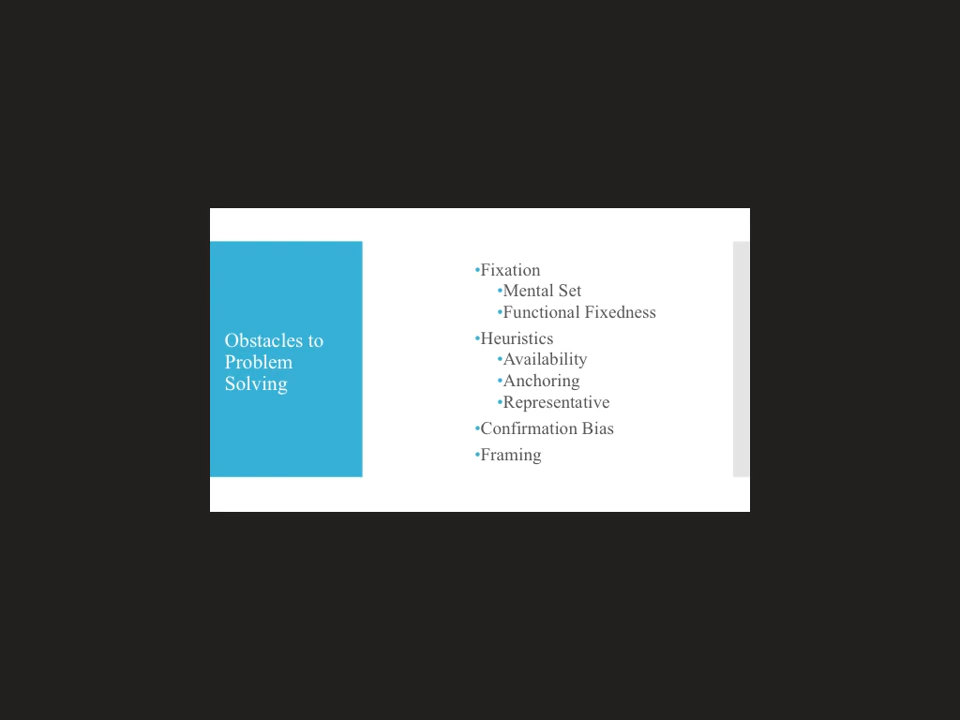 Obstacles to
Problem
Solving
•Fixation
•Mental Set
•Functional Fixedness
•Heuristics
•Availability
•Anchoring
•Representative
•Confirmation Bias
•Framing